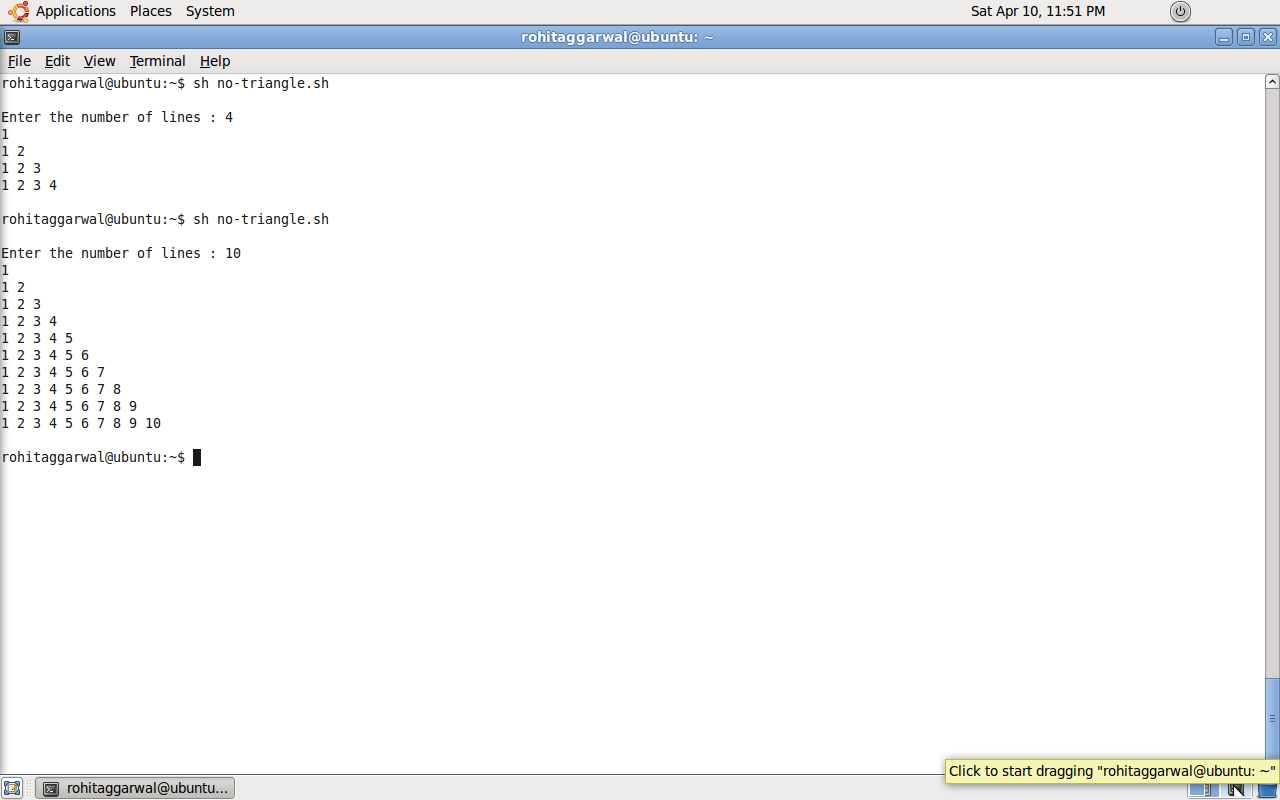 Applications Places System Sat Apr 10, 11:51 PM
rohitaggarwal@ubuntu: ~
File Edit View Terminal Help
rohitaggarwal@ubuntu:~$ sh no-triangle.sh
Enter the number of lines : 4
1
1 2
1 2 3
1 2 3 4
rohitaggarwal@ubuntu:~$ sh no-triangle.sh
Enter the number of lines : 10
1
1 2
1 2 3
1 2 3 4
1 2 3 4 5
1 2 3 4 5 6
1 2 3 4 5 6 7
1 2 3 4 5 6 7 8
1 2 3 4 5 6 7 8 9
1 2 3 4 5 6 7 8 9 10
rohitaggarwal@ubuntu:~$
Click to start dragging "rohitaggarwal@ubuntu: ~"
rohitaggarwal@ubuntu...